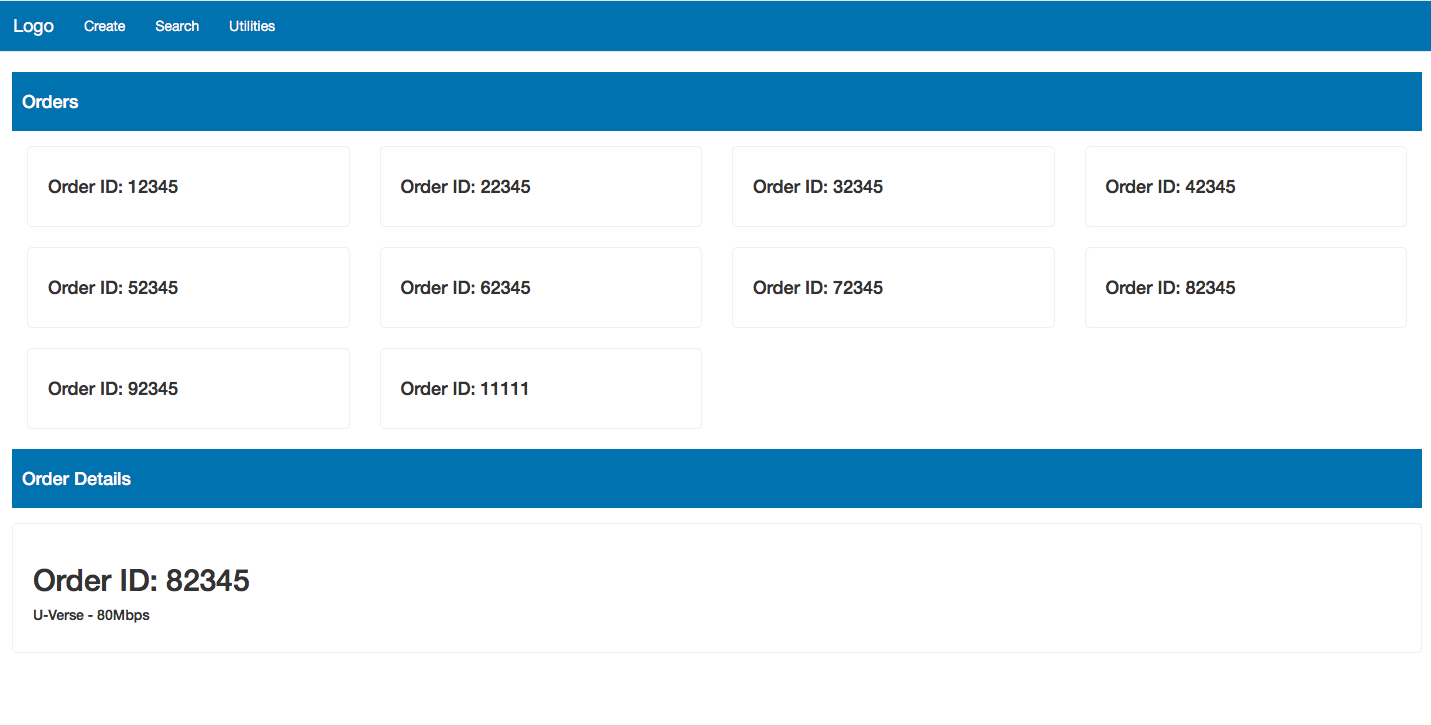 Logo Create Search Utilities
Orders
Order ID: 12345 Order ID: 22345 Order ID: 32345 Order ID: 42345
Order ID: 52345 Order ID: 62345 Order ID: 72345 Order ID: 82345
Order ID: 92345 Order ID: 11111
Order Details
Order ID: 82345
U-Verse - 80Mbps